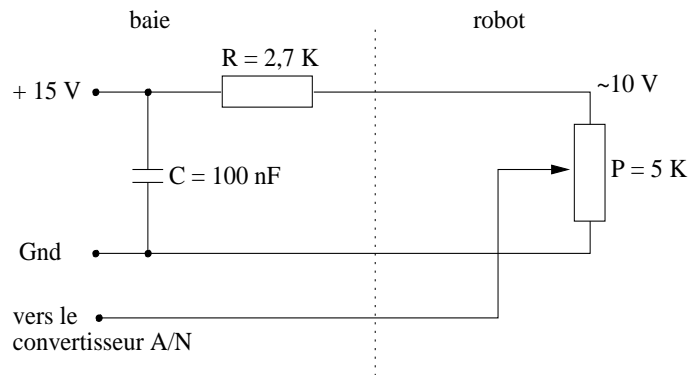 baie
robot
R = 2,7 K
+ 15 V
~10 V
C = 100 nF
P = 5 K
Gnd
vers le
convertisseur A/N